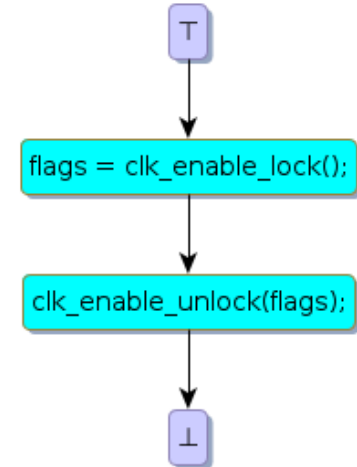 ⊤
flags = clk_enable_lock();
clk_enable_unlock(flags);
⊥